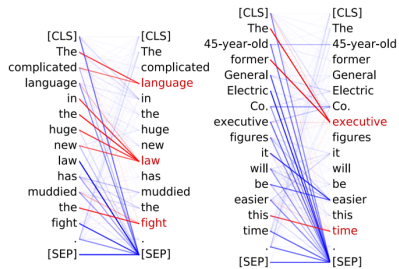 [CLS] [CLS]
The The
complicated complicated
language language
in in
the the
huge huge
new new
law law
has has
muddied muddied
the the
fight fight
. .
[SEP] [SEP]
[CLS] [CLS]
The The
45-year-old 45-year-old
former former
General General
Electric Electric
Co. Co.
executive executive
figures figures
it it
will will
be be
easier easier
this this
time time
. .
[SEP] [SEP]